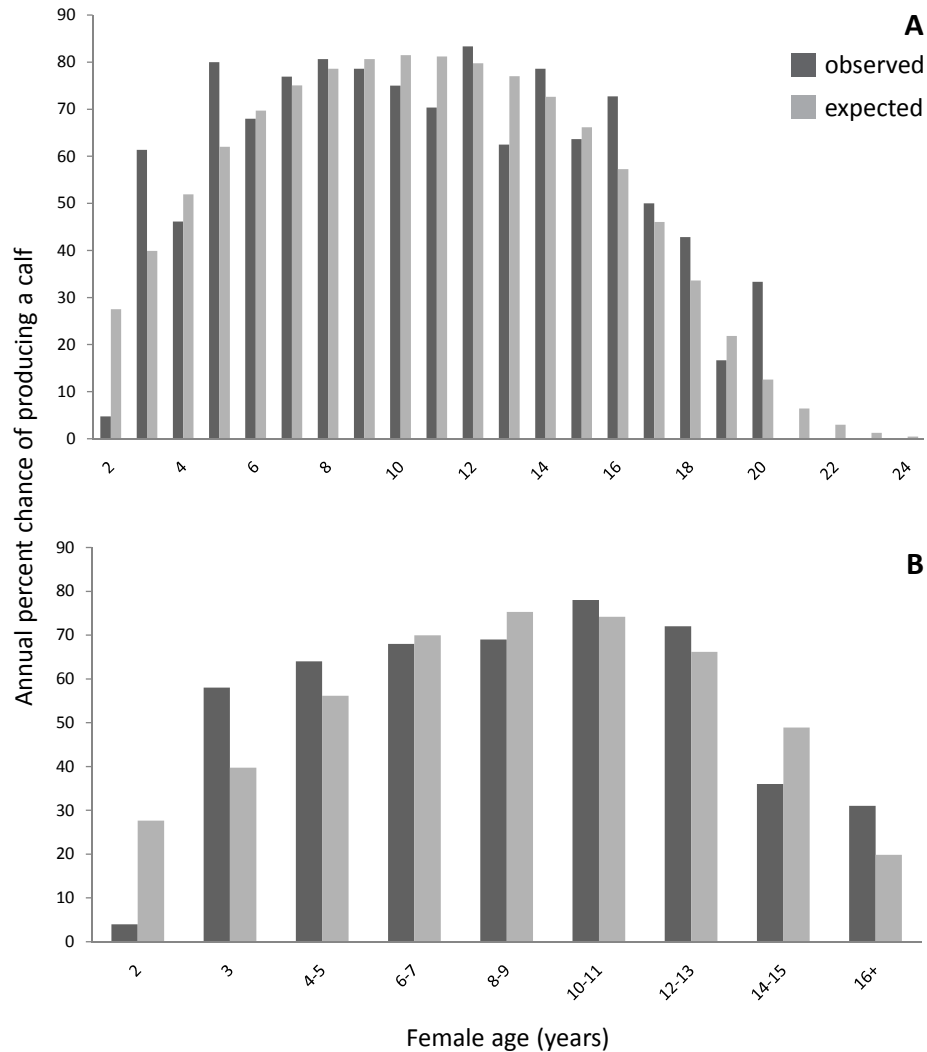 A
observed
expected
Annual percent chance of producing a calf
90
80
70
60
50
40
30
20
10
0
2 4 6 8 10 12 14 16 18 20 22 24
B
90
80
70
60
50
40
30
20
10
0
2 3 4-5 6-7 8-9 10-11 12-13 14-15 16+
Female age (years)